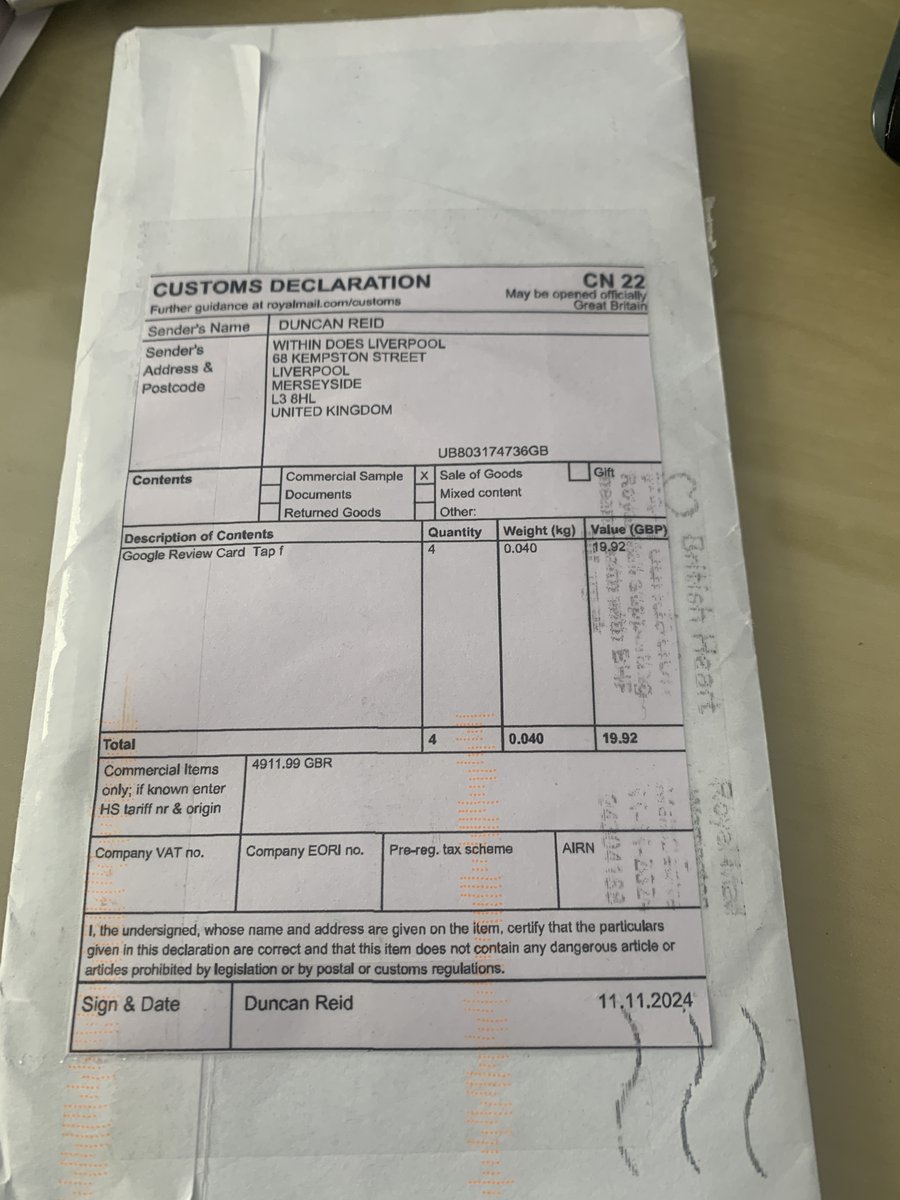 CUSTOMS DECLARATION
CN 22
Further guidance at royalmail.com/customs
May be opened officially
Great Britain
Sender's Name
DUNCAN REID
Sender's
Address &
Postcode
WITHIN DOES LIVERPOOL
68 KEMPSTON STREET
LIVERPOOL
MERSEYSIDE
L3 8HL
UNITED KINGDOM
UB803174736GB
Contents
Commercial Sample
X Sale of Goods
Gift
Documents
Mixed content
Returned Goods
Other:
Description of Contents Quantity Weight (kg) Value (GBP)
Google Review Card Tap f 4 0.040 19.92
Total 4 0.040 19.92
Commercial Items
only; if known enter
HS tariff nr & origin
4911.99 GBR
Company VAT no. Company EORI no. Pre-reg. tax scheme AIRN
I, the undersigned, whose name and address are given on the item, certify that the particulars
given in this declaration are correct and that this item does not contain any dangerous article or
articles prohibited by legislation or by postal or customs regulations.
Sign & Date Duncan Reid 11.11.2024
British Heart
Royal Mail